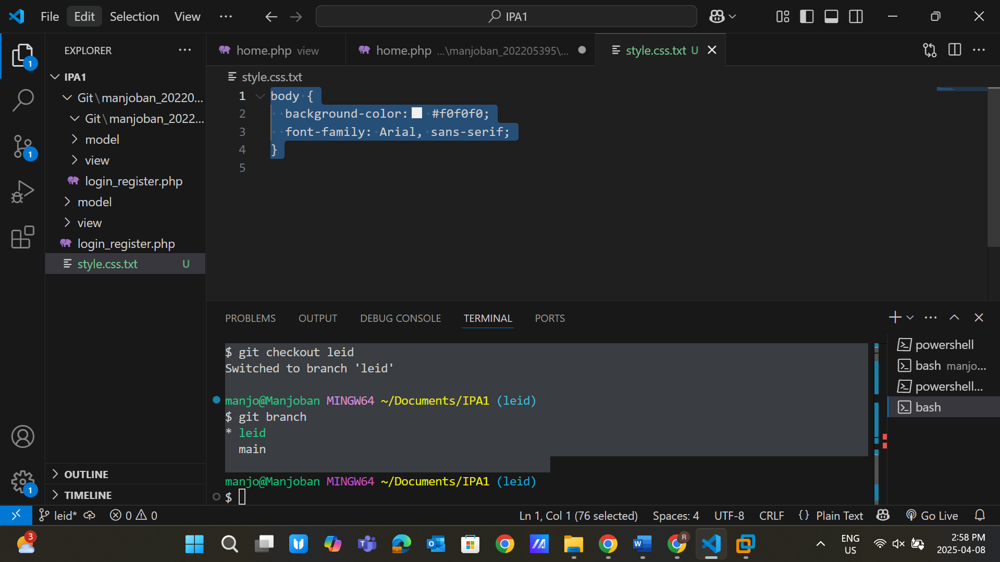 File Edit Selection View ··· IPA1
EXPLORER ···
home.php view
home.php ...\manjoban_202205395\...
style.css.txt U
1
IPA1
Git\manjoban_20220...
Git\manjoban_2022...
model
view
login_register.php
model
view
login_register.php
style.css.txt U
1
1
OUTLINE
TIMELINE
style.css.txt
1 body {
2 background-color: #f0f0f0;
3 font-family: Arial, sans-serif;
4 }
5
PROBLEMS OUTPUT DEBUG CONSOLE TERMINAL PORTS
$ git checkout leid
Switched to branch 'leid'
manjo@Manjoban MINGW64 ~/Documents/IPA1 (leid)
$ git branch
* leid
main
manjo@Manjoban MINGW64 ~/Documents/IPA1 (leid)
$
powershell
bash manjo...
powershell...
bash
leid* 0 0 Ln 1, Col 1 (76 selected) Spaces: 4 UTF-8 CRLF {} Plain Text Go Live
3
R
ENG
US
2:58 PM
2025-04-08